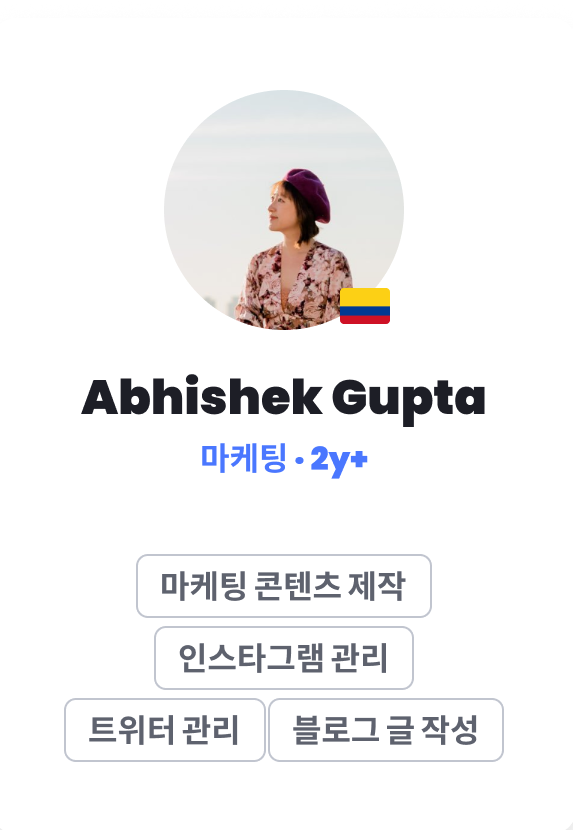 Abhishek Gupta
마케팅 · 2y+
마케팅 콘텐츠 제작
인스타그램 관리
트위터 관리 블로그 글 작성